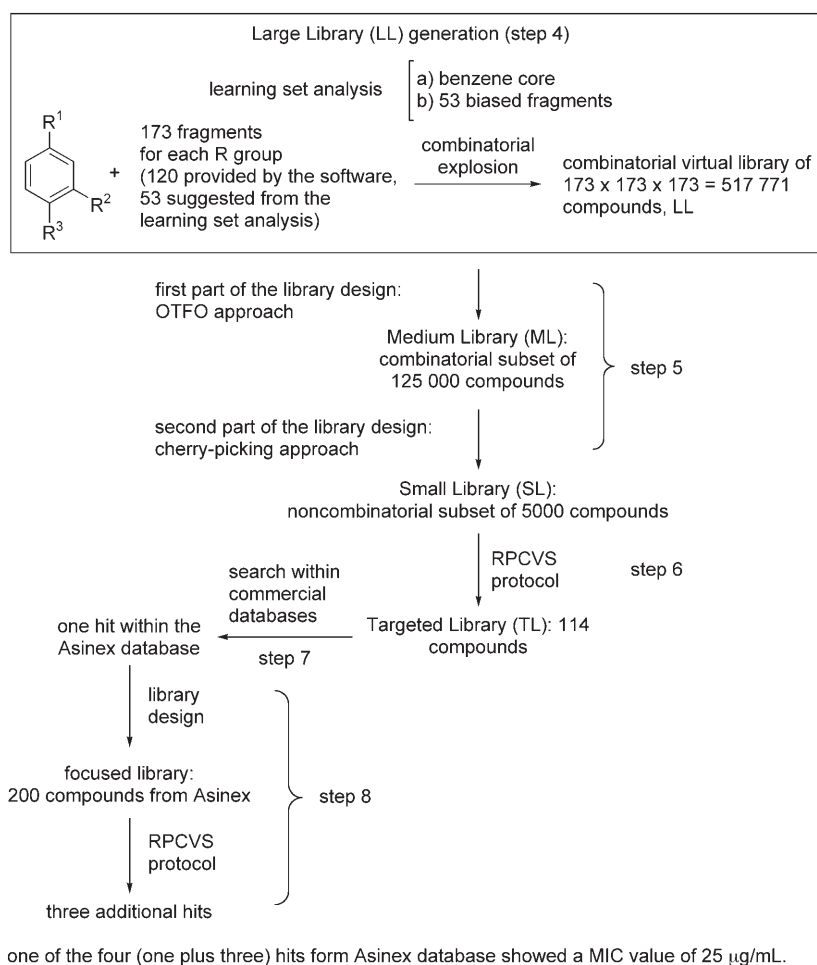 Large Library (LL) generation (step 4)
learning set analysis
a) benzene core
b) 53 biased fragments
R1
R2
R3
+
173 fragments
for each R group
(120 provided by the software,
53 suggested from the
learning set analysis)
combinatorial
explosion
combinatorial virtual library of
173 x 173 x 173 = 517 771
compounds, LL
first part of the library design:
OTFO approach
Medium Library (ML):
combinatorial subset of
125 000 compounds
step 5
second part of the library design:
cherry-picking approach
Small Library (SL):
noncombinatorial subset of 5000 compounds
RPCVS
protocol
step 6
Targeted Library (TL): 114
compounds
search within
commercial
databases
step 7
one hit within the
Asinex database
library
design
focused library:
200 compounds from Asinex
step 8
RPCVS
protocol
three additional hits
one of the four (one plus three) hits form Asinex database showed a MIC value of 25 μg/mL.